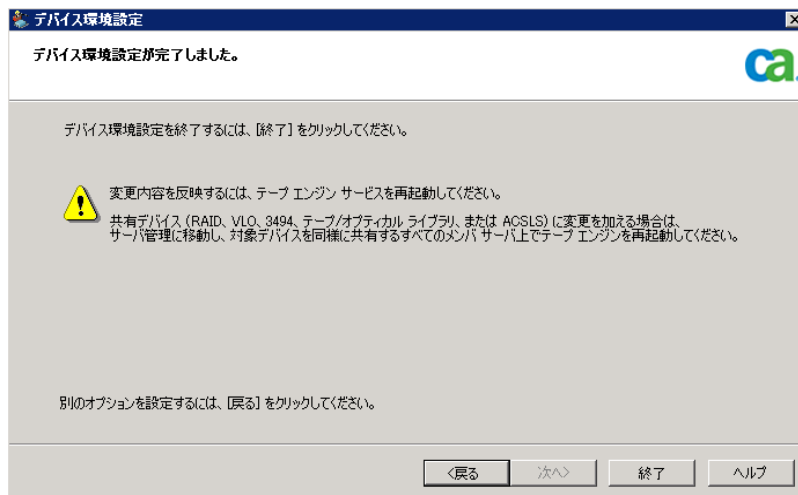 デバイス環境設定
デバイス環境設定が完了しました。
ca.
デバイス環境設定を終了するには、[終了] をクリックしてください。
変更内容を反映するには、テープ エンジン サービスを再起動してください。
共有デバイス (RAID、VLO、3494、テープ/オプティカル ライブラリ、または ACSLS) に変更を加える場合は、
サーバ管理に移動し、対象デバイスを同様に共有するすべてのメンバ サーバ上でテープ エンジンを再起動してください。
別のオプションを設定するには、[戻る] をクリックしてください。
<戻る 次へ> 終了 ヘルプ